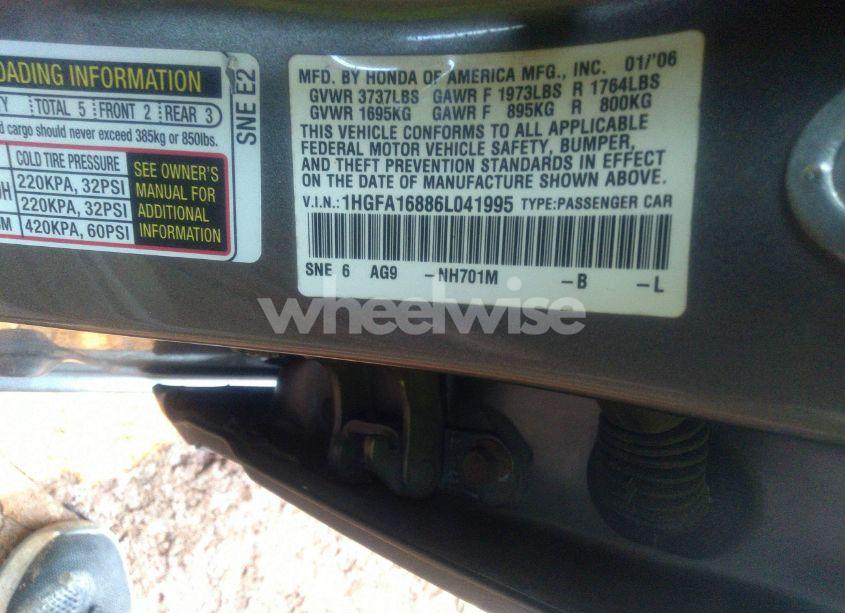 OADING INFORMATION
TY TOTAL 5 FRONT 2 REAR 3
d cargo should never exceed 385kg or 850lbs.
COLD TIRE PRESSURE
220KPA, 32PSI
220KPA, 32PSI
420KPA, 60PSI
SEE OWNER'S
MANUAL FOR
ADDITIONAL
INFORMATION
SNE E2
MFD. BY HONDA OF AMERICA MFG., INC. 01/'06
GVWR 3737LBS GAWR F 1973LBS R 1764LBS
GVWR 1695KG GAWR F 895KG R 800KG
THIS VEHICLE CONFORMS TO ALL APPLICABLE
FEDERAL MOTOR VEHICLE SAFETY, BUMPER,
AND THEFT PREVENTION STANDARDS IN EFFECT
ON THE DATE OF MANUFACTURE SHOWN ABOVE.
V.I.N.: 1HGFA16886L041995 TYPE:PASSENGER CAR
SNE 6 AG9 -NH701M -B -L
wheelwise